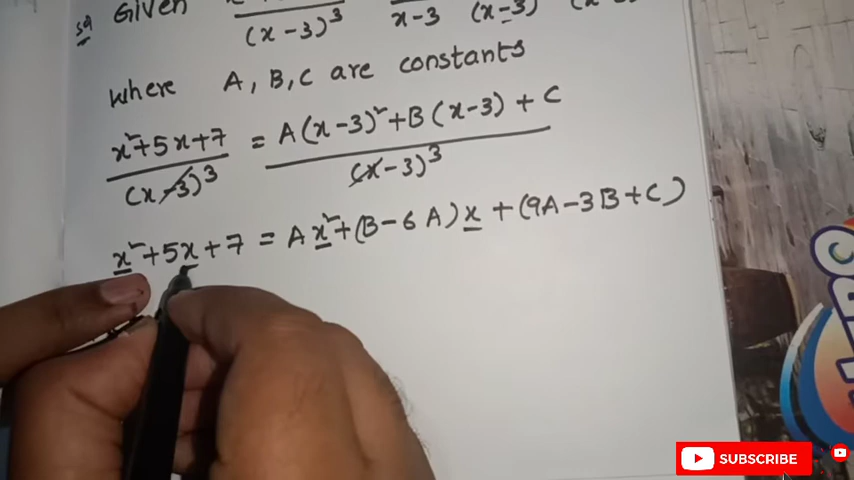 sol Given (x-3)³ x-3 (x-3)
where A, B, C are constants
x²+5x+7 = A(x-3)²+B(x-3)+C
(x-3)³ (x-3)³
x²+5x+7 = Ax²+(B-6A)x+(9A-3B+C)
SUBSCRIBE